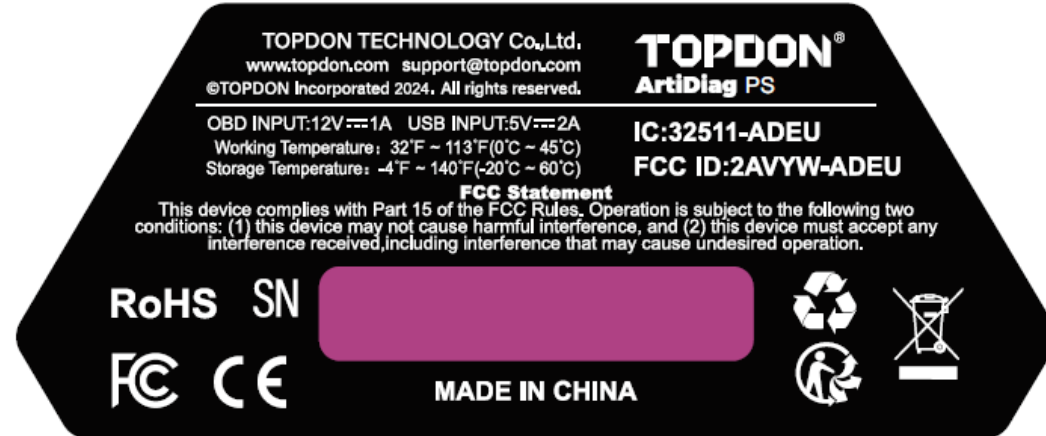 TOPDON TECHNOLOGY Co.,Ltd.
www.topdon.com support@topdon.com
©TOPDON Incorporated 2024. All rights reserved.
TOPDON®
ArtiDiag PS
OBD INPUT:12V⎓1A USB INPUT:5V⎓2A
Working Temperature: 32°F ~ 113°F(0°C ~ 45°C)
Storage Temperature: -4°F ~ 140°F(-20°C ~ 60°C)
IC:32511-ADEU
FCC ID:2AVYW-ADEU
FCC Statement
This device complies with Part 15 of the FCC Rules. Operation is subject to the following two
conditions: (1) this device may not cause harmful interference, and (2) this device must accept any
interference received,including interference that may cause undesired operation.
RoHS SN
FC CE
MADE IN CHINA